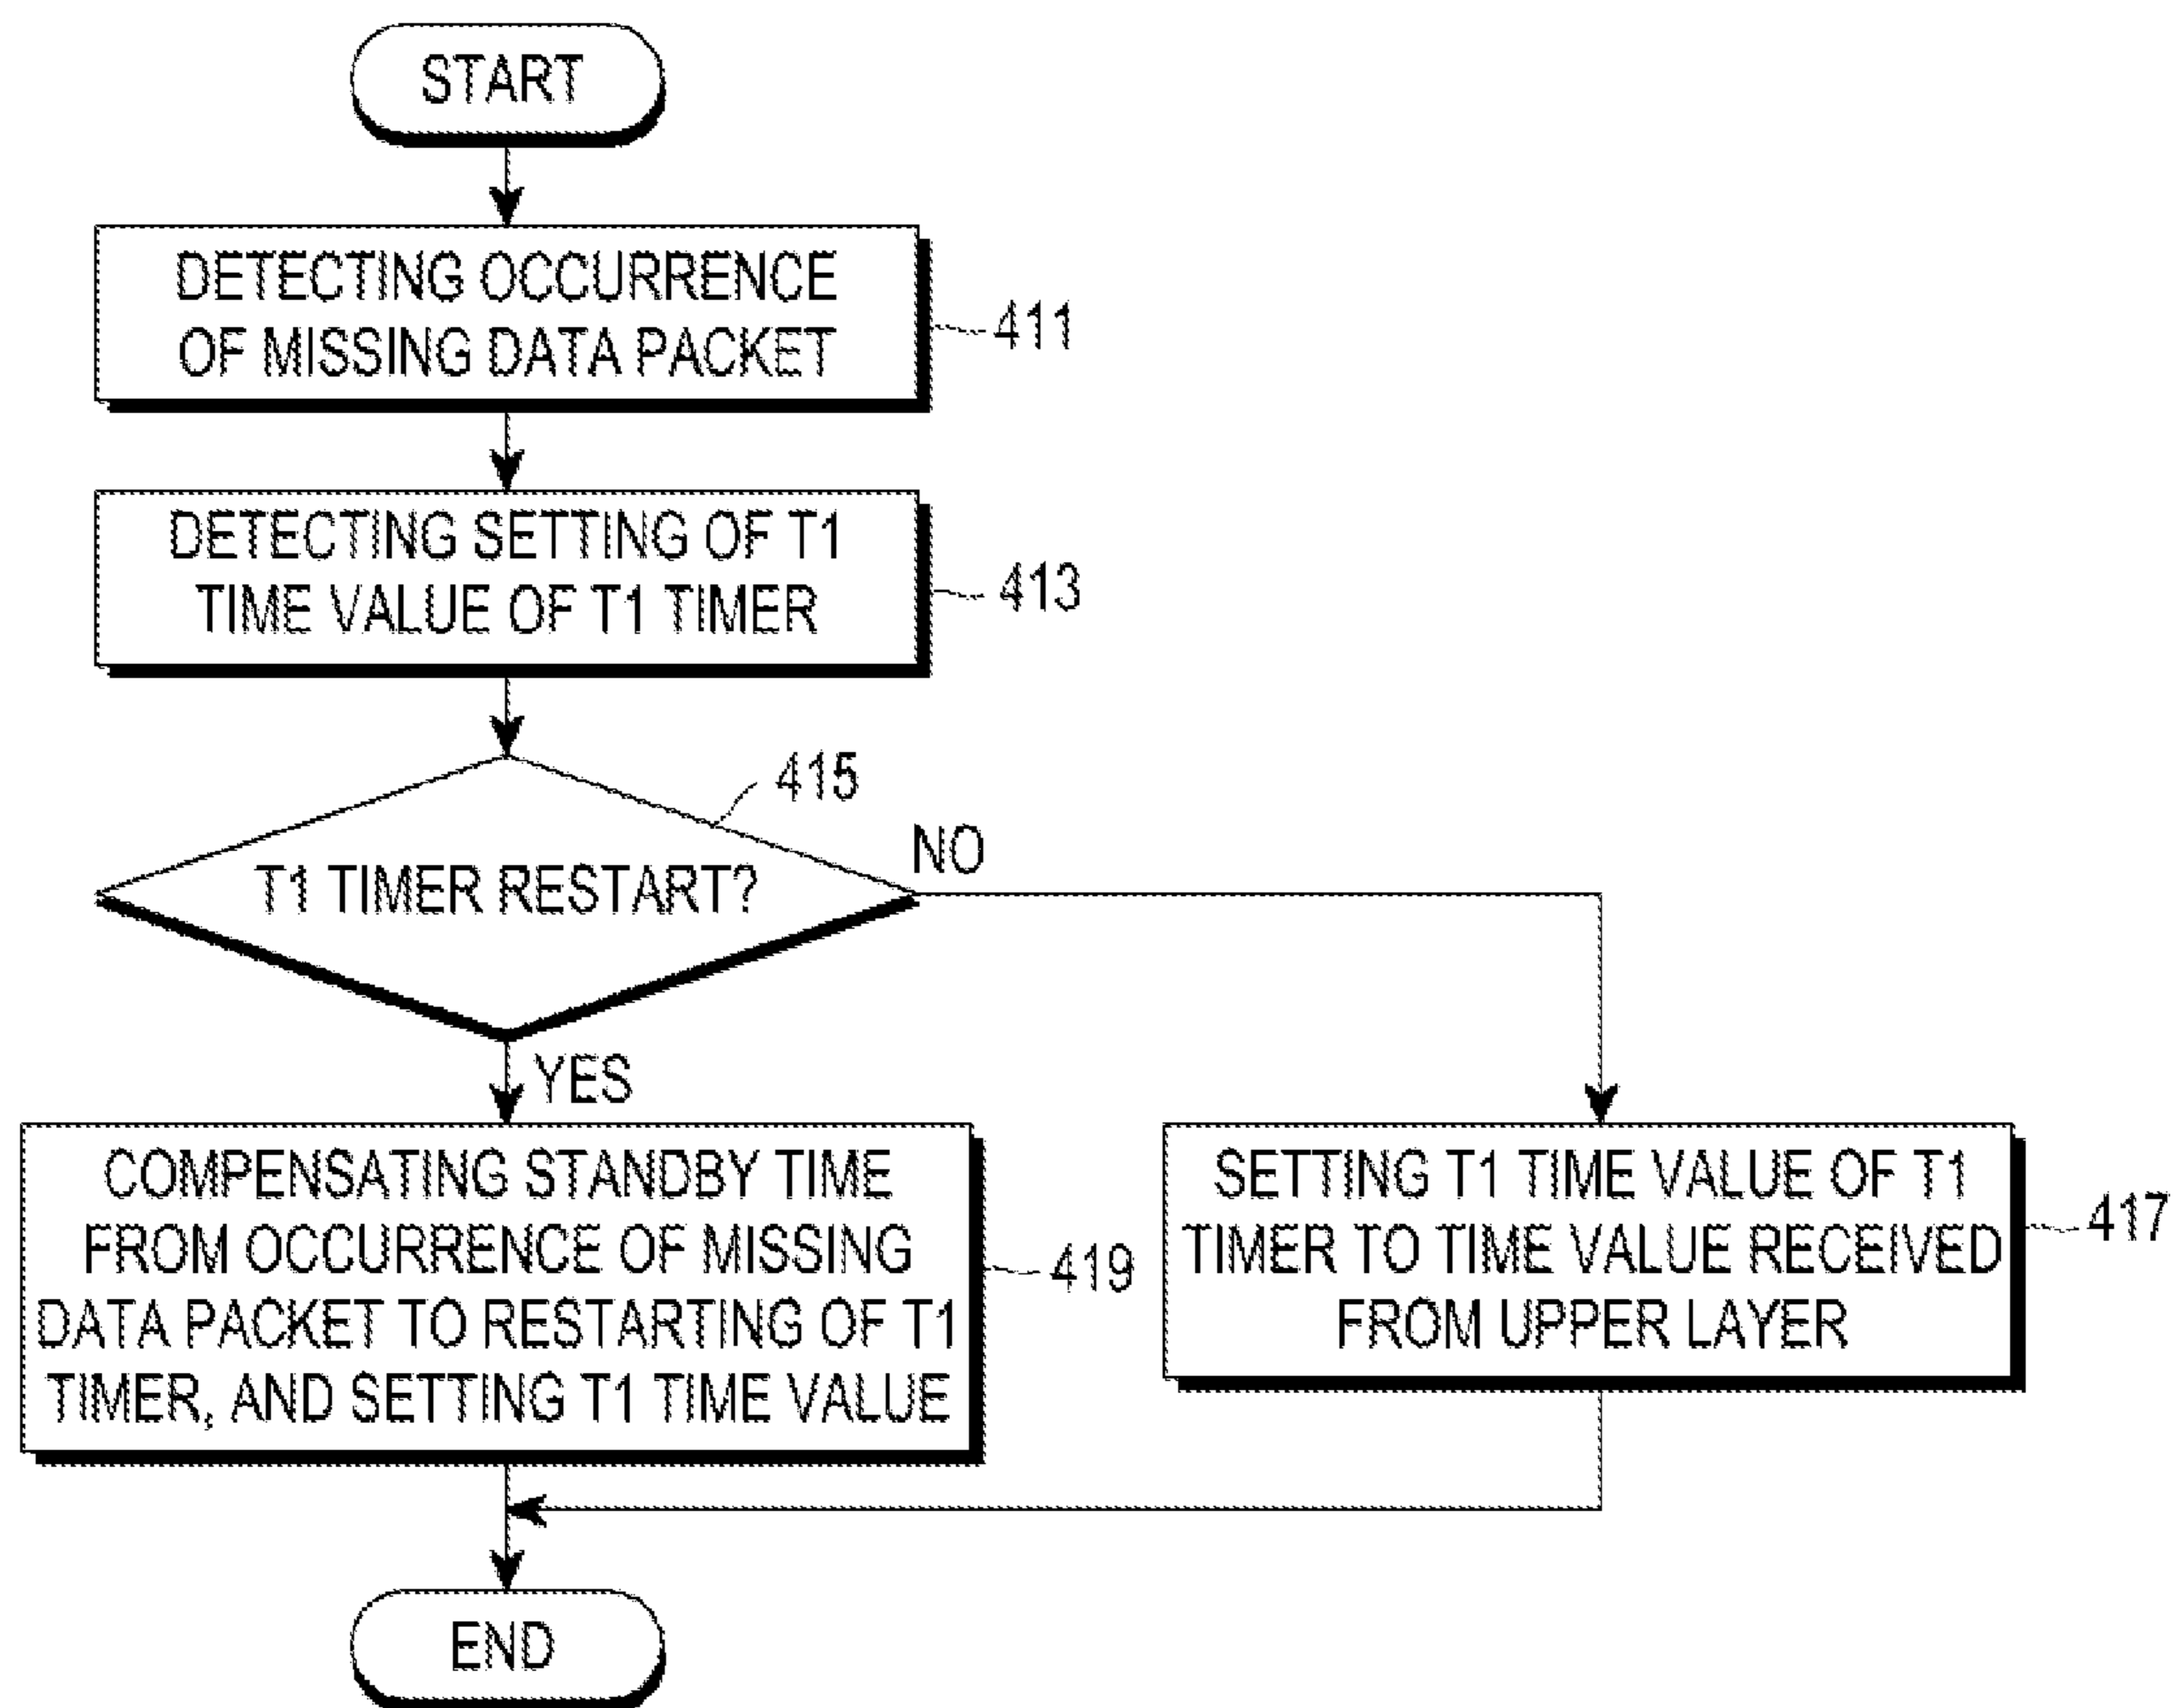 START
DETECTING OCCURRENCE
OF MISSING DATA PACKET
411
DETECTING SETTING OF T1
TIME VALUE OF T1 TIMER
413
415
T1 TIMER RESTART?
NO
YES
COMPENSATING STANDBY TIME
FROM OCCURRENCE OF MISSING
DATA PACKET TO RESTARTING OF T1
TIMER, AND SETTING T1 TIME VALUE
419
SETTING T1 TIME VALUE OF T1
TIMER TO TIME VALUE RECEIVED
FROM UPPER LAYER
417
END